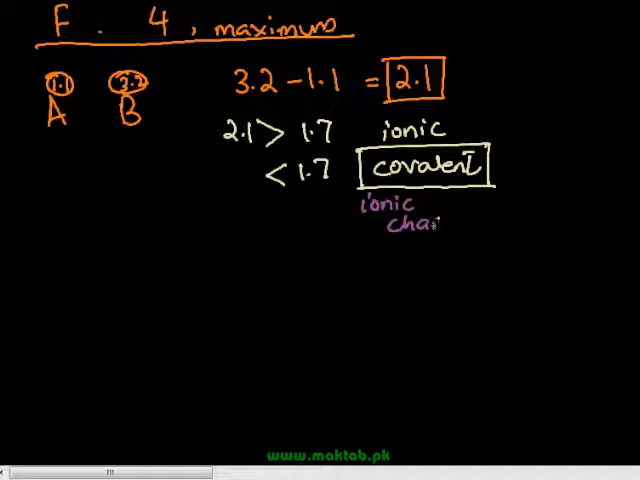 F . 4 , maximum
1.1 3.2 3.2 - 1.1 = 2.1
A B
2.1 > 1.7 ionic
< 1.7 covalent
ionic
cha
www.maktab.pk